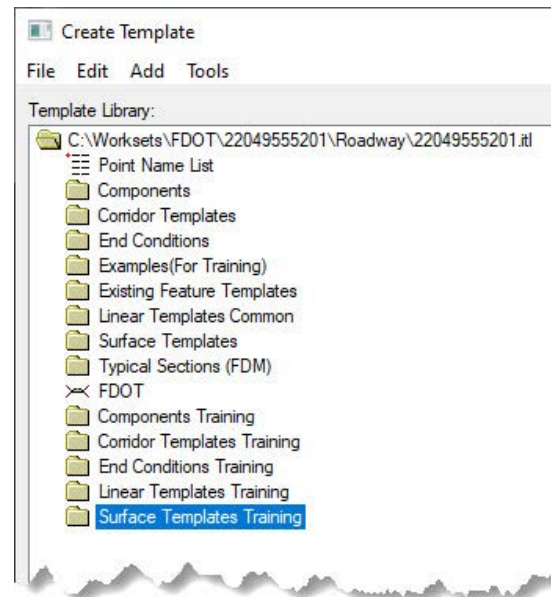 Create Template
File Edit Add Tools
Template Library:
C:\Worksets\FDOT\22049555201\Roadway\22049555201.itl
Point Name List
Components
Corridor Templates
End Conditions
Examples(For Training)
Existing Feature Templates
Linear Templates Common
Surface Templates
Typical Sections (FDM)
FDOT
Components Training
Corridor Templates Training
End Conditions Training
Linear Templates Training
Surface Templates Training